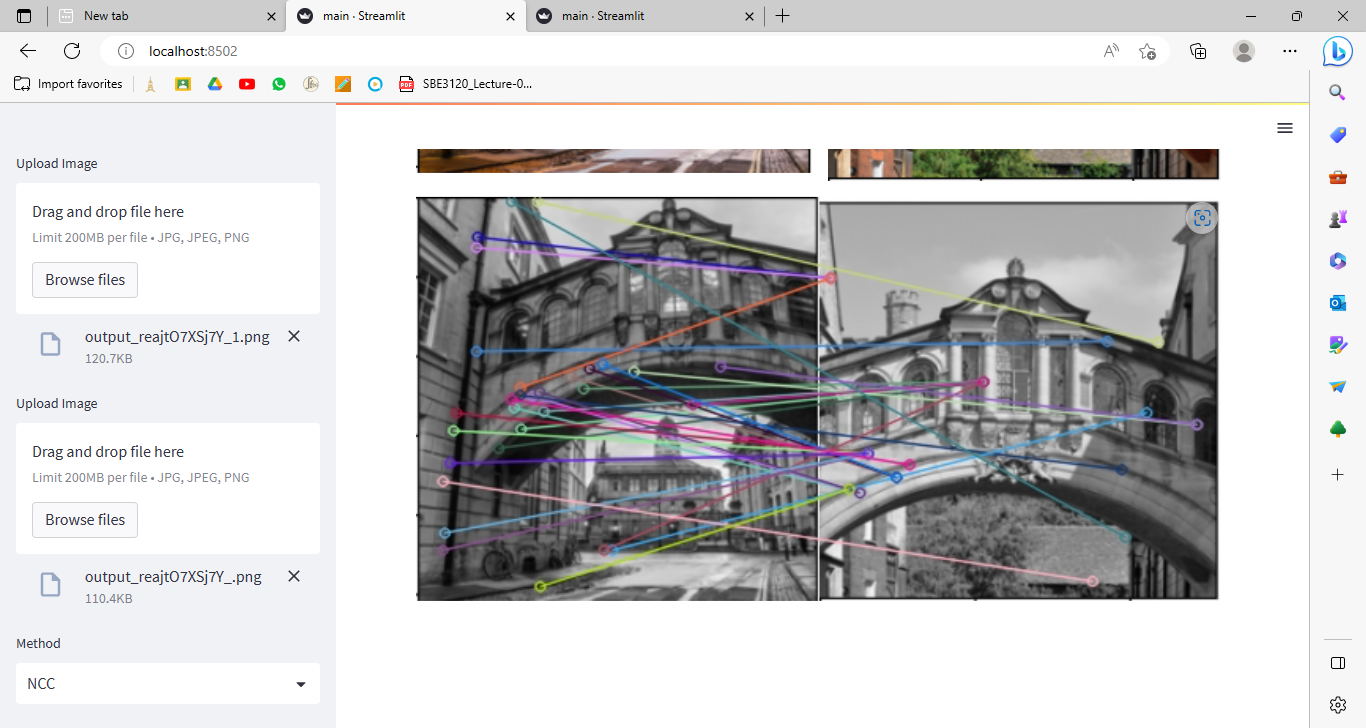 New tab
main · Streamlit
main · Streamlit
localhost:8502
Import favorites
SBE3120_Lecture-0...
Upload Image
Drag and drop file here
Limit 200MB per file • JPG, JPEG, PNG
Browse files
output_reajtO7XSj7Y_1.png
120.7KB
Upload Image
Drag and drop file here
Limit 200MB per file • JPG, JPEG, PNG
Browse files
output_reajtO7XSj7Y_.png
110.4KB
Method
NCC